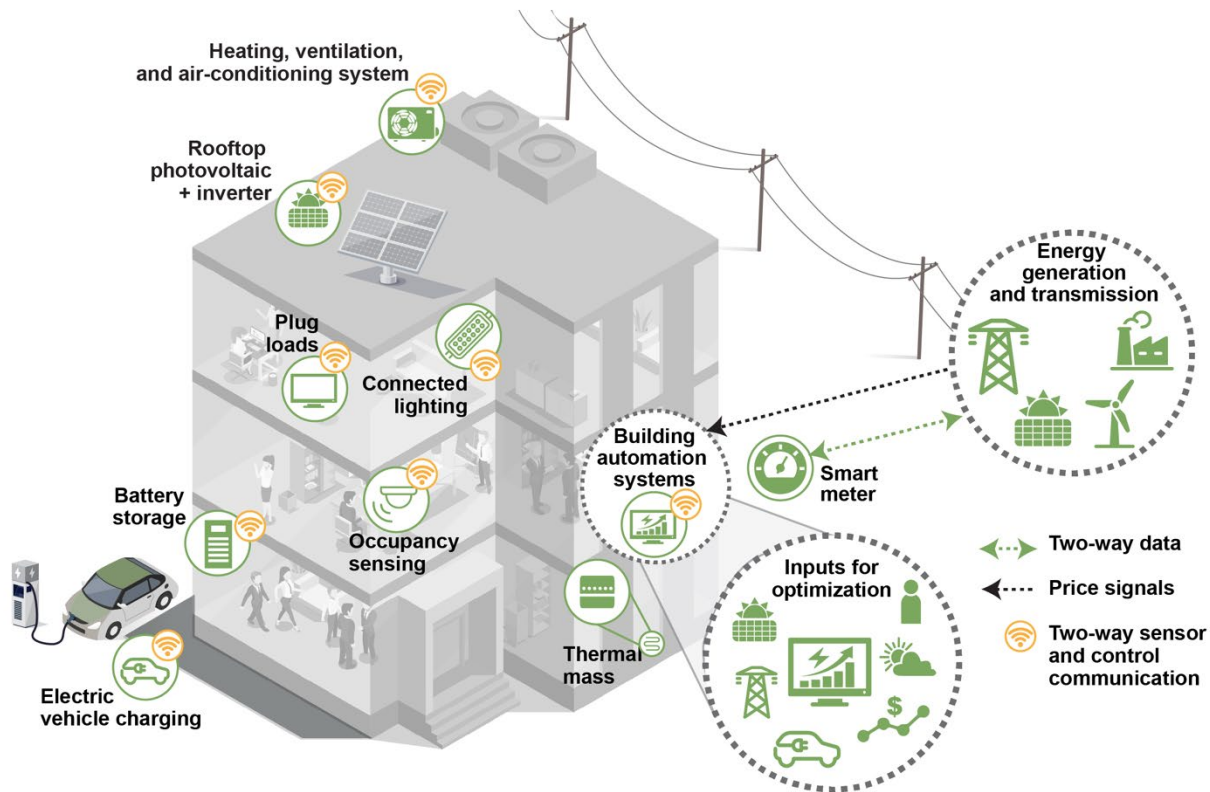 Heating, ventilation,
and air-conditioning system
Rooftop
photovoltaic
+ inverter
Energy
generation
and transmission
Plug
loads
Connected
lighting
Building
automation
systems
Smart
meter
Battery
storage
Occupancy
sensing
Two-way data
Inputs for
optimization
Price signals
Thermal
mass
Two-way sensor
and control
communication
Electric
vehicle charging
$